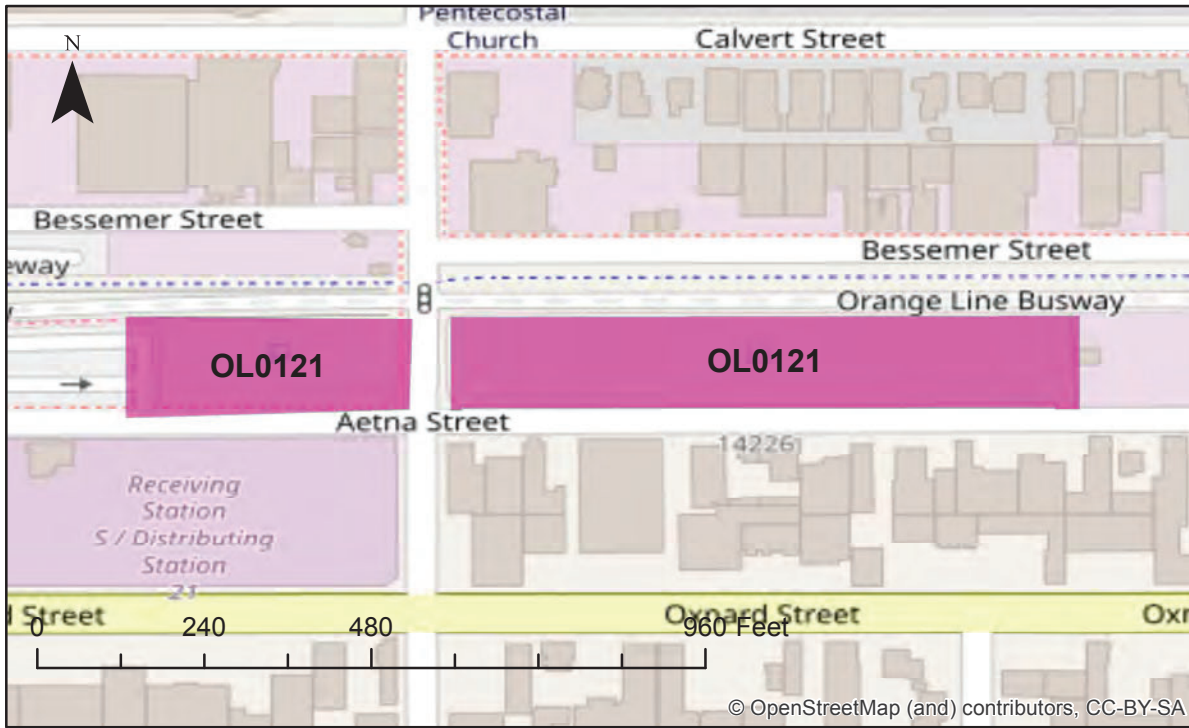 Pentecostal
Church
Calvert Street
N
Bessemer Street
Bessemer Street
eway
Orange Line Busway
y
OL0121
OL0121
Aetna Street
14226
Receiving
Station
S / Distributing
Station
21
d Street
Oxnard Street
Oxn
0
240
480
960 Feet
© OpenStreetMap (and) contributors, CC-BY-SA